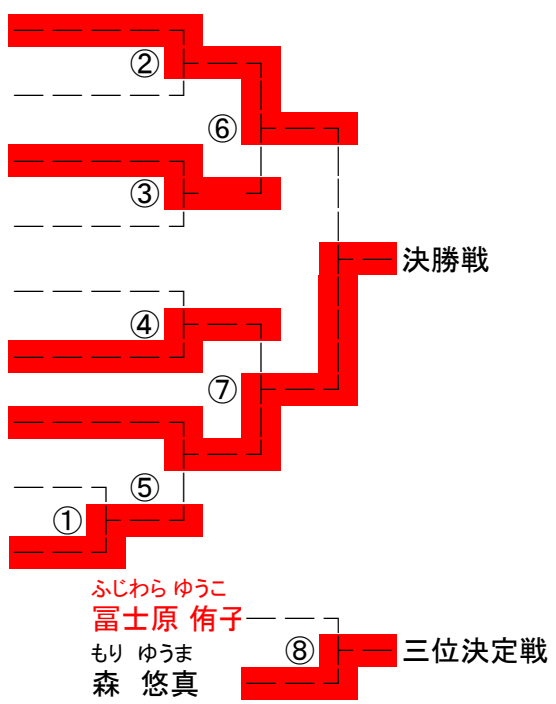 ②
⑥
③
決勝戦
④
⑦
⑤
①
ふじわら ゆうこ
冨士原 侑子
もり ゆうま
森 悠真
⑧
三位決定戦